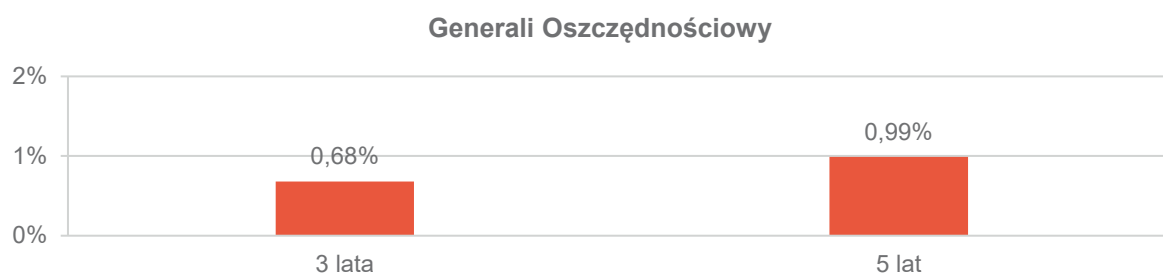 Generali Oszczędnościowy
2%
0,99%
1%
0,68%
0%
3 lata
5 lat